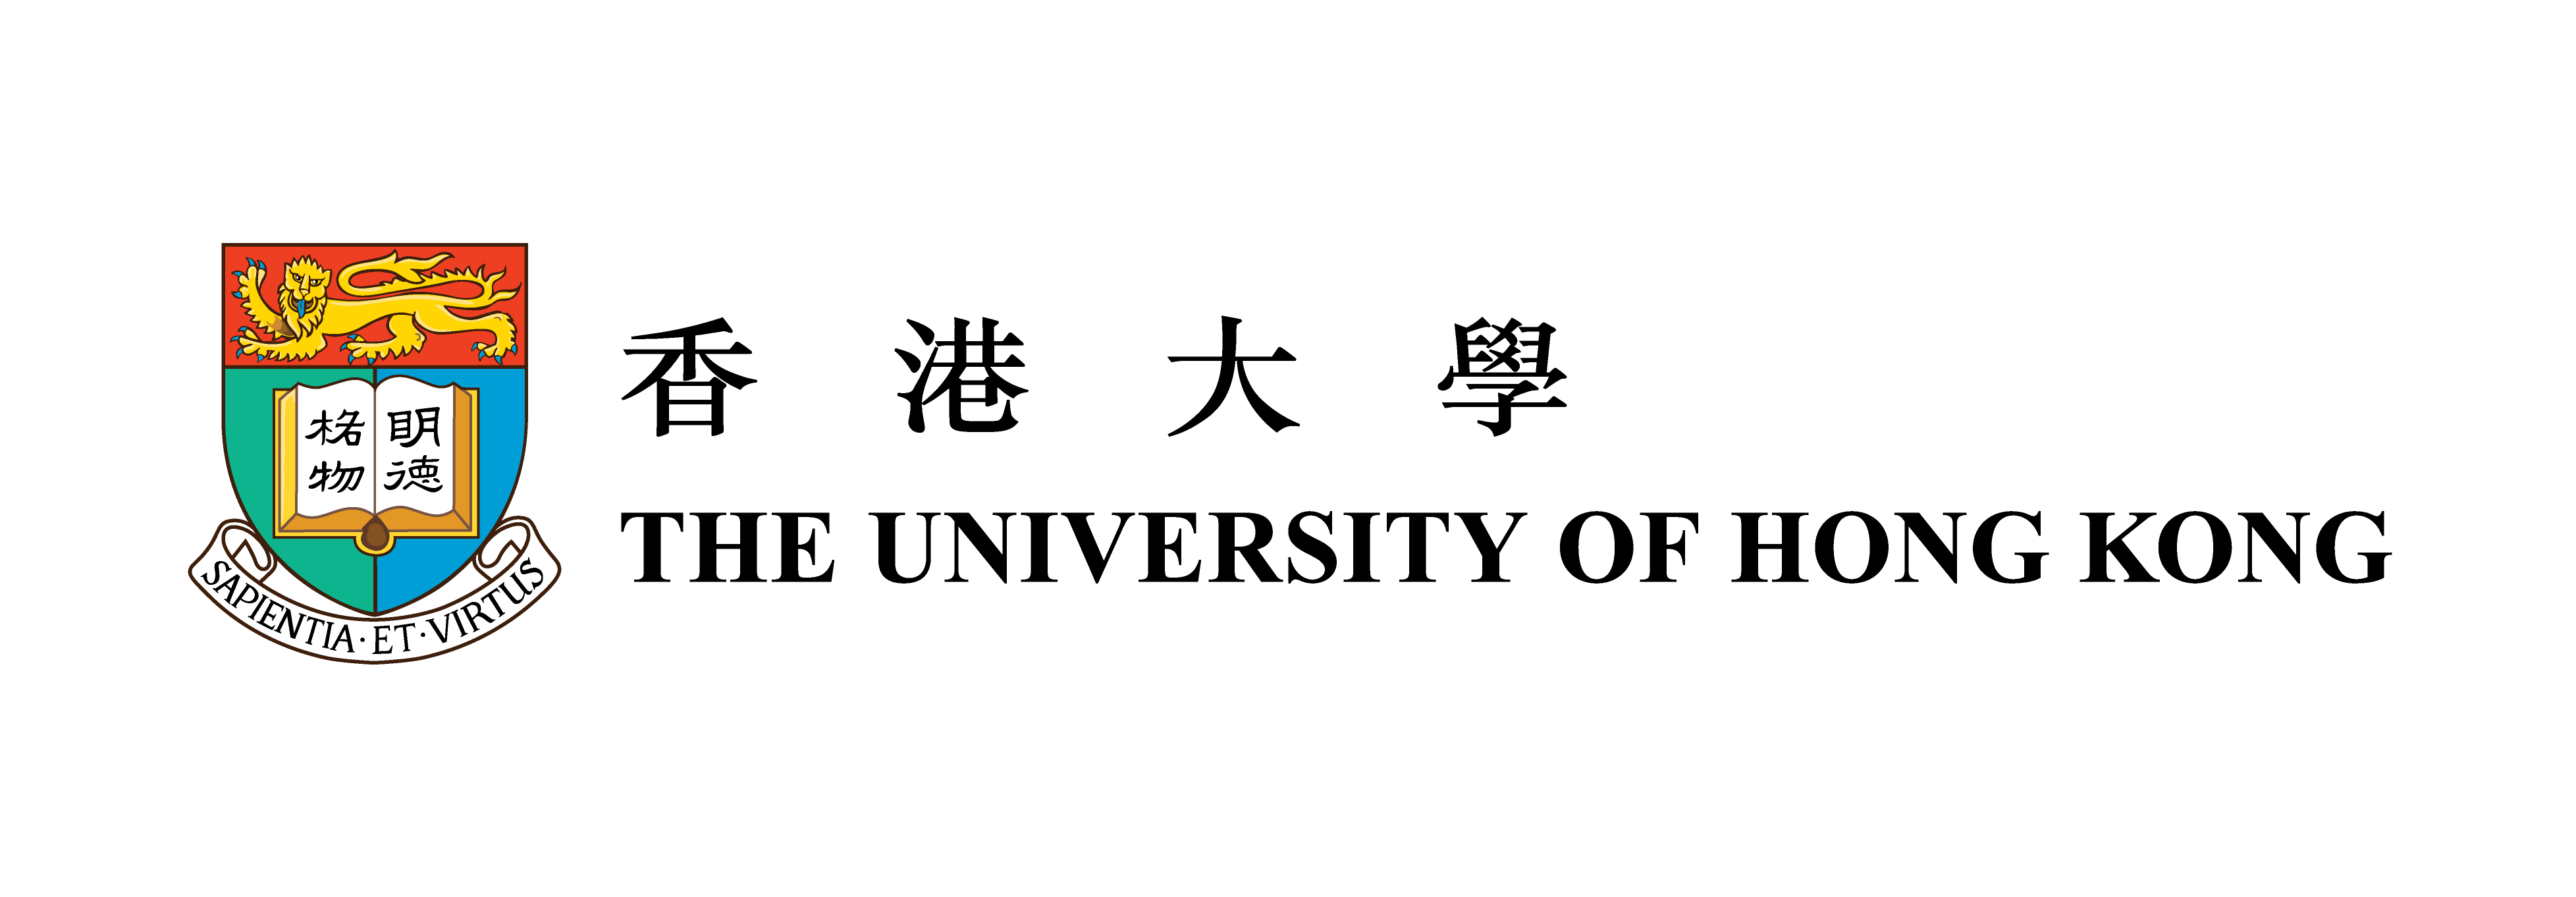 明德
格物
SAPIENTIA·ET·VIRTUS
香港大學
THE UNIVERSITY OF HONG KONG